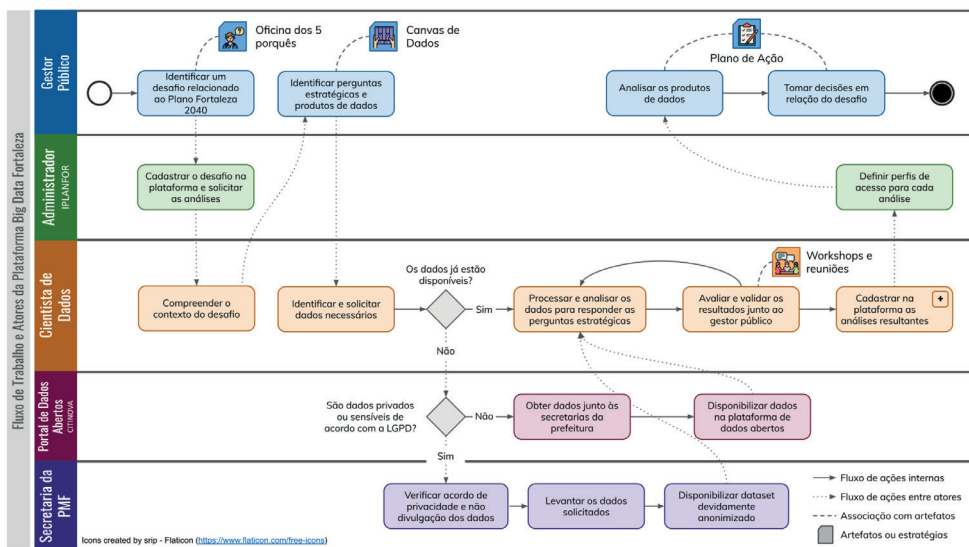 Fluxo de Trabalho e Atores da Plataforma Big Data Fortaleza
Gestor
Público
Oficina dos 5
porquês
Canvas de
Dados
Plano de Ação
Identificar um
desafio relacionado
ao Plano Fortaleza
2040
Identificar perguntas
estratégicas e
produtos de dados
Analisar os produtos
de dados
Tomar decisões em
relação do desafio
Administrador
IPLANFOR
Cadastrar o desafio na
plataforma e solicitar
as análises
Definir perfis de
acesso para cada
análise
Cientista de
Dados
Os dados já estão
disponíveis?
Workshops e
reuniões
Compreender o
contexto do desafio
Identificar e solicitar
dados necessários
Sim
Processar e analisar os
dados para responder as
perguntas estratégicas
Avaliar e validar os
resultados junto ao
gestor público
Cadastrar na
plataforma as
análises resultantes
+
Não
Portal de Dados
Abertos
CITINOVA
São dados privados
ou sensíveis de
acordo com a LGPD?
Não
Obter dados junto às
secretarias da
prefeitura
Disponibilizar dados
na plataforma de
dados abertos
Sim
Secretaria da
PMF
Verificar acordo de
privacidade e não
divulgação dos dados
Levantar os dados
solicitados
Disponibilizar dataset
devidamente
anonimizado
Fluxo de ações internas
Fluxo de ações entre atores
Associação com artefatos
Artefatos ou estratégias
Icons created by srip - Flaticon (https://www.flaticon.com/free-icons)